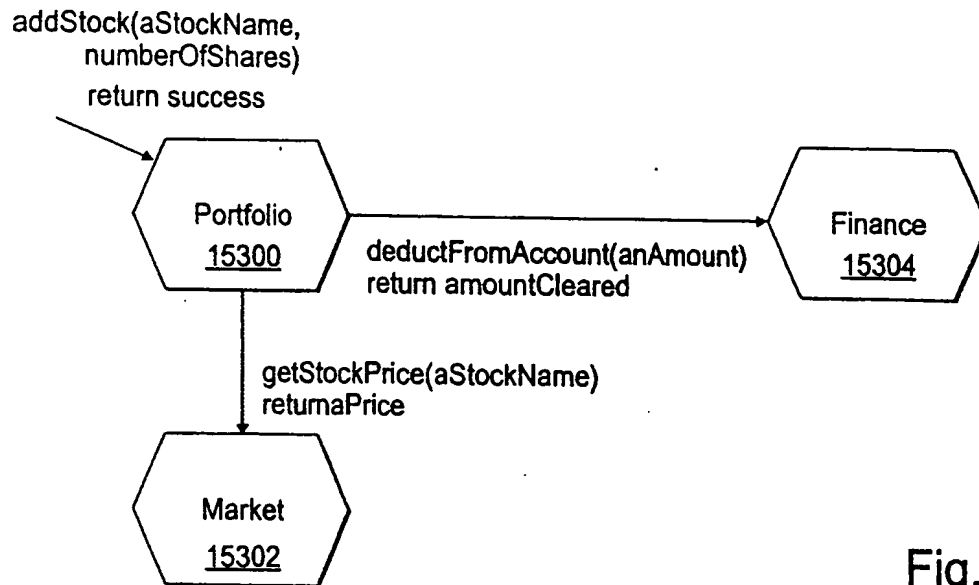 addStock(aStockName,
numberOfShares)
return success
Portfolio
15300
deductFromAccount(anAmount)
return amountCleared
Finance
15304
getStockPrice(aStockName)
returnaPrice
Market
15302
Fig.